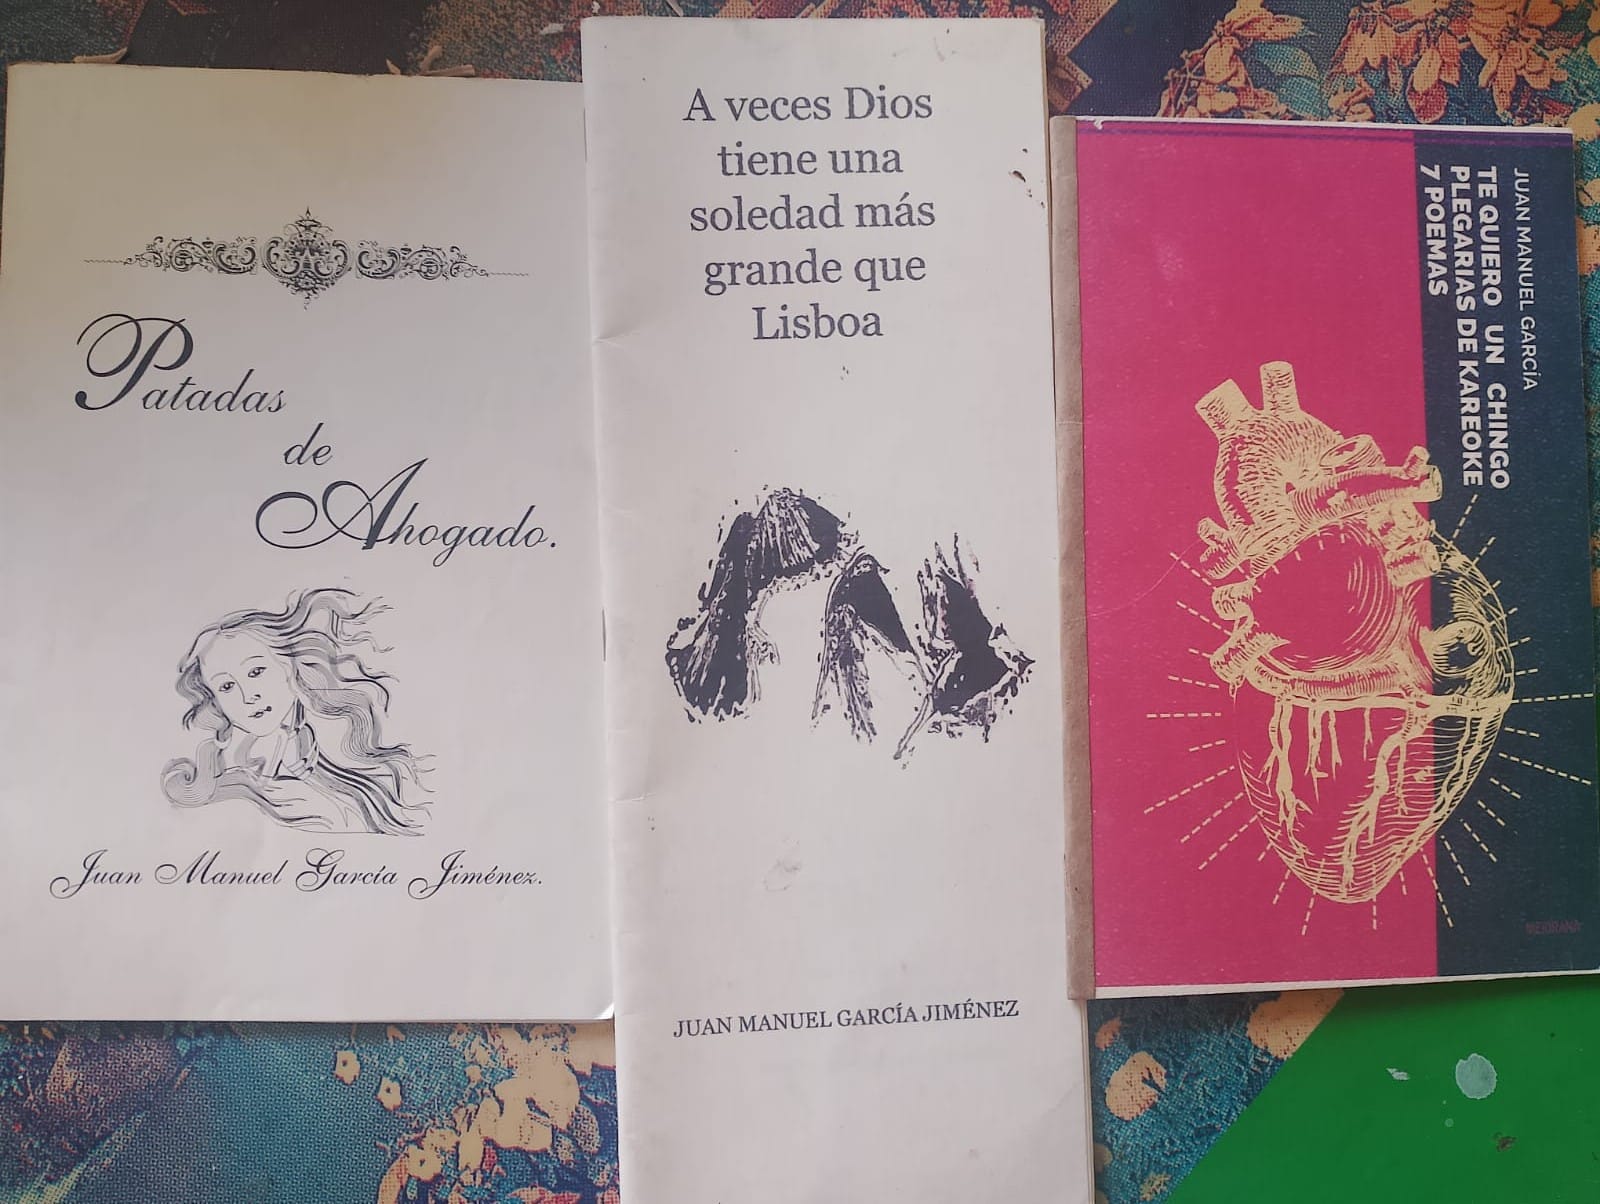 Patadas
de
Ahogado.
Juan Manuel García Jiménez.
A veces Dios
tiene una
soledad más
grande que
Lisboa
JUAN MANUEL GARCÍA JIMÉNEZ
JUAN MANUEL GARCÍA
TE QUIERO UN CHINGO
PLEGARIAS DE KAREOKE
7 POEMAS
MEJORANA